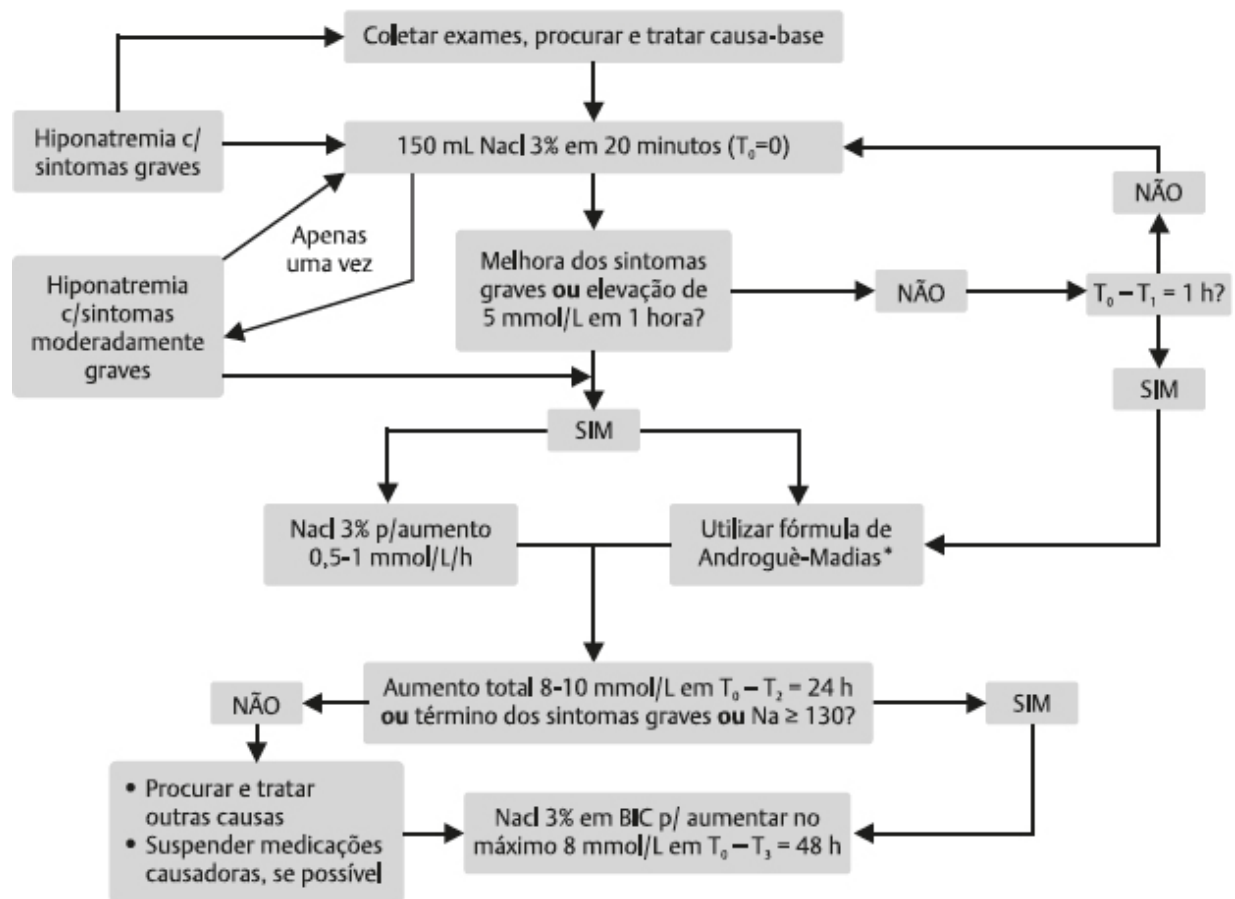 Coletar exames, procurar e tratar causa-base
Hiponatremia c/
sintomas graves
150 mL Nacl 3% em 20 minutos (T₀=0)
NÃO
Apenas
uma vez
Hiponatremia
c/sintomas
moderadamente
graves
Melhora dos sintomas
graves ou elevação de
5 mmol/L em 1 hora?
NÃO
T₀ – T₁ = 1 h?
SIM
SIM
Nacl 3% p/aumento
0,5-1 mmol/L/h
Utilizar fórmula de
Androguè-Madias*
NÃO
Aumento total 8-10 mmol/L em T₀ – T₂ = 24 h
ou término dos sintomas graves ou Na ≥ 130?
SIM
• Procurar e tratar
outras causas
• Suspender medicações
causadoras, se possível
Nacl 3% em BIC p/ aumentar no
máximo 8 mmol/L em T₀ – T₃ = 48 h